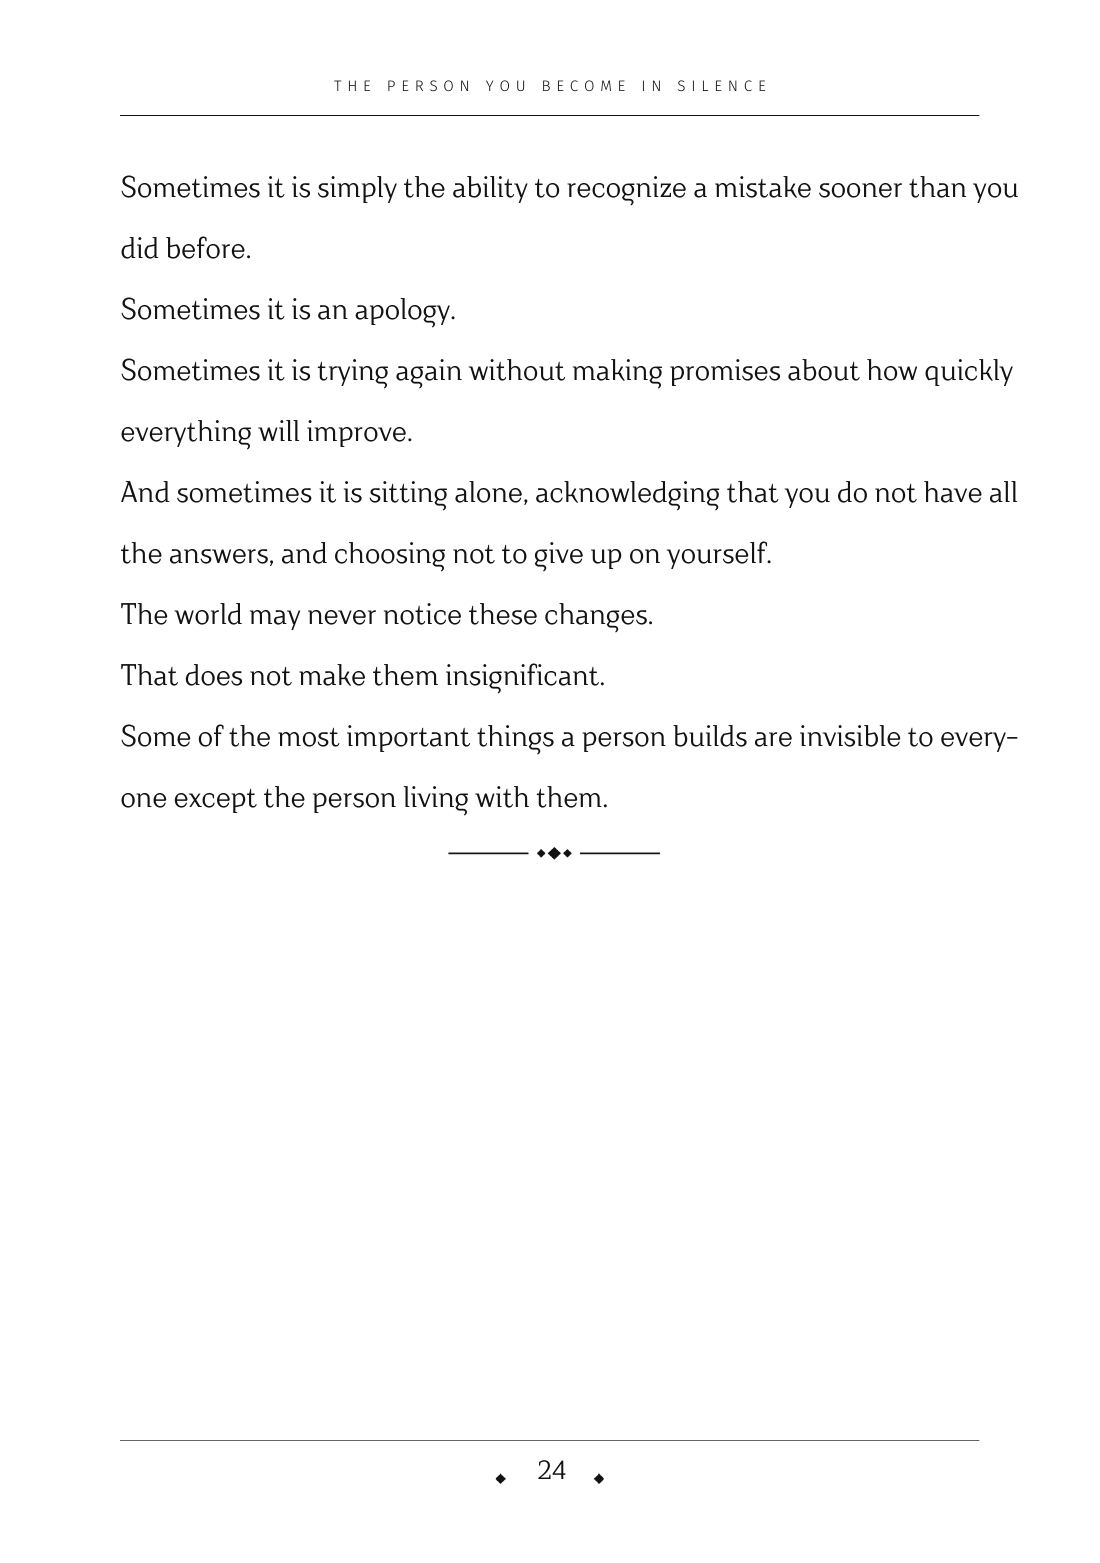 THE PERSON YOU BECOME IN SILENCE
Sometimes it is simply the ability to recognize a mistake sooner than you
did before.
Sometimes it is an apology.
Sometimes it is trying again without making promises about how quickly
everything will improve.
And sometimes it is sitting alone, acknowledging that you do not have all
the answers, and choosing not to give up on yourself.
The world may never notice these changes.
That does not make them insignificant.
Some of the most important things a person builds are invisible to every-
one except the person living with them.
24